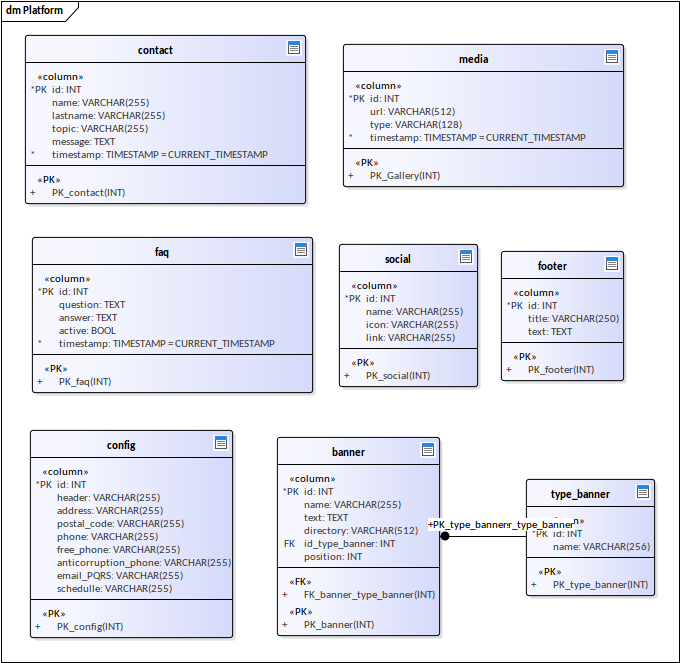 dm Platform
contact
«column»
*PK id: INT
name: VARCHAR(255)
lastname: VARCHAR(255)
topic: VARCHAR(255)
message: TEXT
* timestamp: TIMESTAMP = CURRENT_TIMESTAMP
«PK»
+ PK_contact(INT)
media
«column»
*PK id: INT
url: VARCHAR(512)
type: VARCHAR(128)
* timestamp: TIMESTAMP = CURRENT_TIMESTAMP
«PK»
+ PK_Gallery(INT)
faq
«column»
*PK id: INT
question: TEXT
answer: TEXT
active: BOOL
* timestamp: TIMESTAMP = CURRENT_TIMESTAMP
«PK»
+ PK_faq(INT)
social
«column»
*PK id: INT
name: VARCHAR(255)
icon: VARCHAR(255)
link: VARCHAR(255)
«PK»
+ PK_social(INT)
footer
«column»
*PK id: INT
title: VARCHAR(250)
text: TEXT
«PK»
+ PK_footer(INT)
config
«column»
*PK id: INT
header: VARCHAR(255)
address: VARCHAR(255)
postal_code: VARCHAR(255)
phone: VARCHAR(255)
free_phone: VARCHAR(255)
anticorruption_phone: VARCHAR(255)
email_PQRS: VARCHAR(255)
schedulle: VARCHAR(255)
«PK»
+ PK_config(INT)
banner
«column»
*PK id: INT
name: VARCHAR(255)
text: TEXT
directory: VARCHAR(512)
FK id_type_banner: INT
position: INT
«FK»
+ FK_banner_type_banner(INT)
«PK»
+ PK_banner(INT)
type_banner
*PK id: INT
name: VARCHAR(256)
«PK»
+ PK_type_banner(INT)